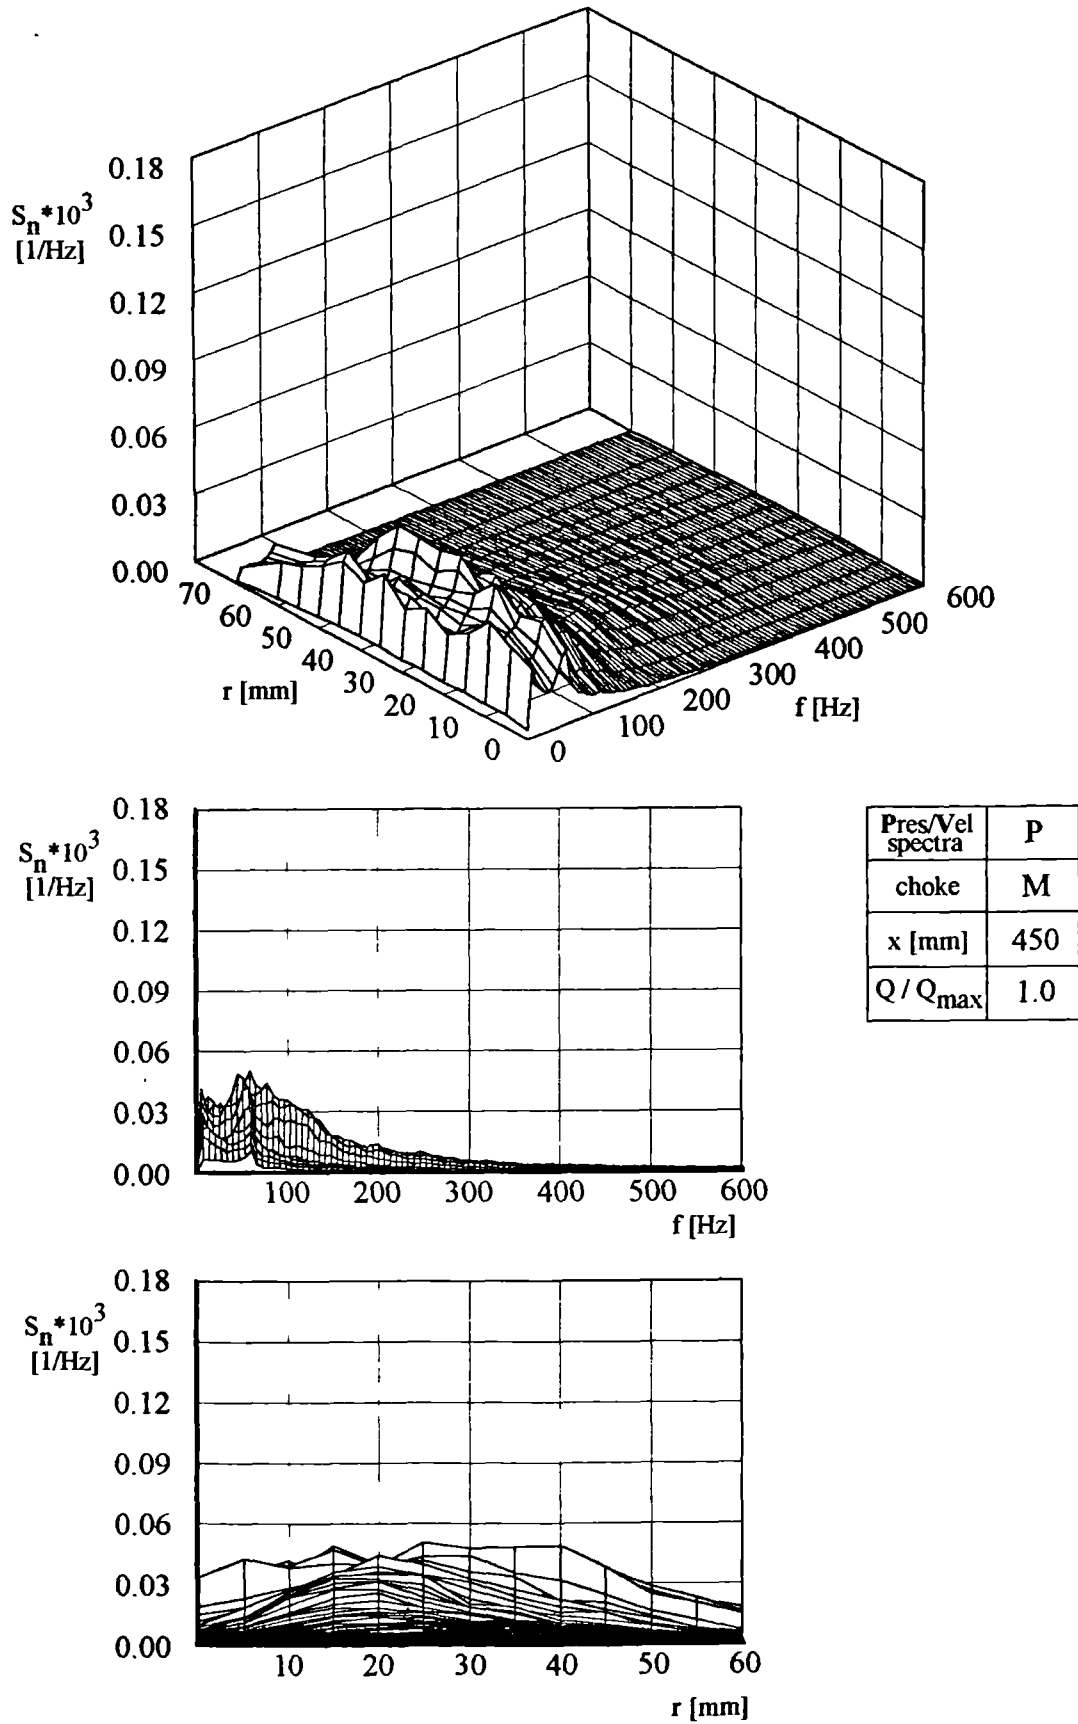 0.18
S_n*10^3
[1/Hz]
0.15
0.12
0.09
0.06
0.03
0.00
70
60
50
40
30
20
10
0
r [mm]
0
100
200
300
400
500
600
f [Hz]
0.18
S_n*10^3
[1/Hz]
0.15
0.12
0.09
0.06
0.03
0.00
100 200 300 400 500 600
f [Hz]
Pres/Vel spectra P
choke M
x [mm] 450
Q / Q_max 1.0
0.18
S_n*10^3
[1/Hz]
0.15
0.12
0.09
0.06
0.03
0.00
10 20 30 40 50 60
r [mm]